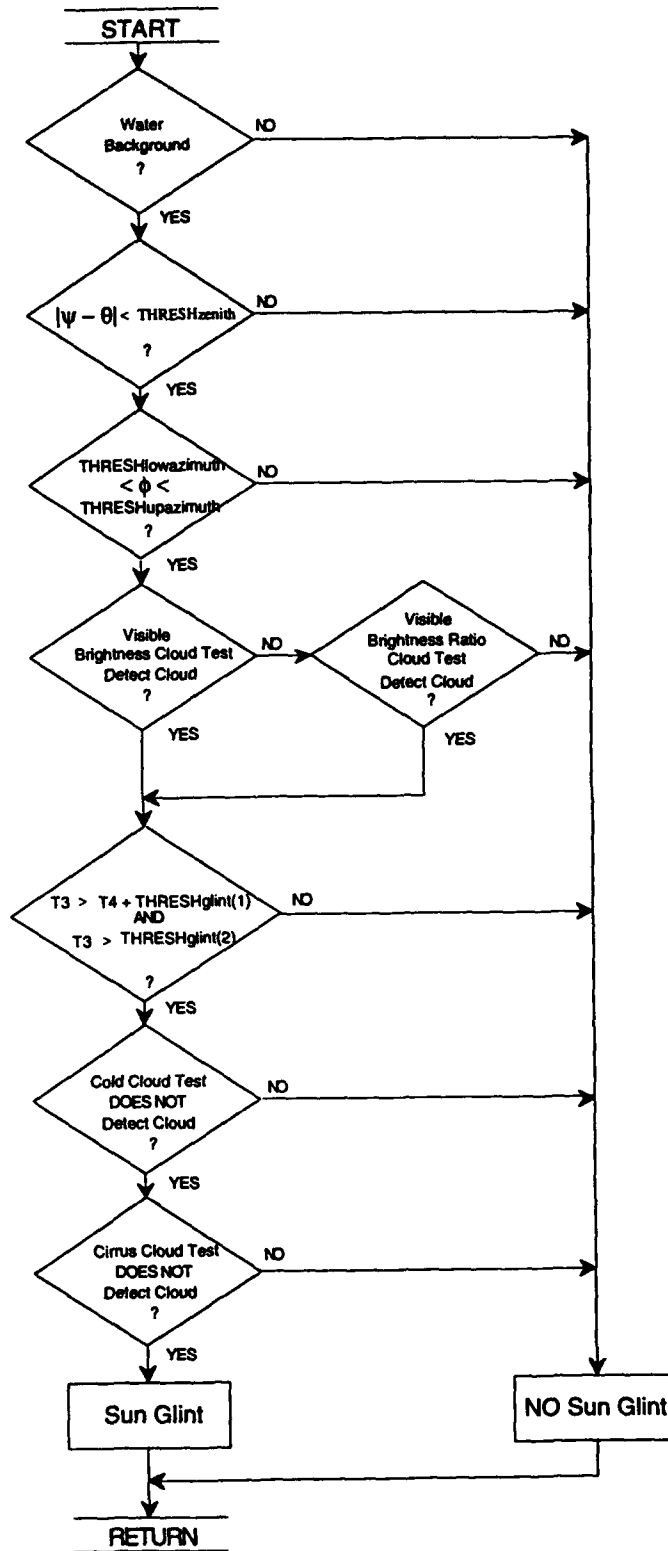 START
Water
Background
?
NO
YES
|ψ – θ| < THRESHzenith
?
NO
YES
THRESHlowazimuth
< ϕ <
THRESHupazimuth
?
NO
YES
Visible
Brightness Cloud Test
Detect Cloud
?
NO
YES
Visible
Brightness Ratio
Cloud Test
Detect Cloud
?
NO
YES
T3 > T4 + THRESHglint(1)
AND
T3 > THRESHglint(2)
?
NO
YES
Cold Cloud Test
DOES NOT
Detect Cloud
?
NO
YES
Cirrus Cloud Test
DOES NOT
Detect Cloud
?
NO
YES
Sun Glint
NO Sun Glint
RETURN